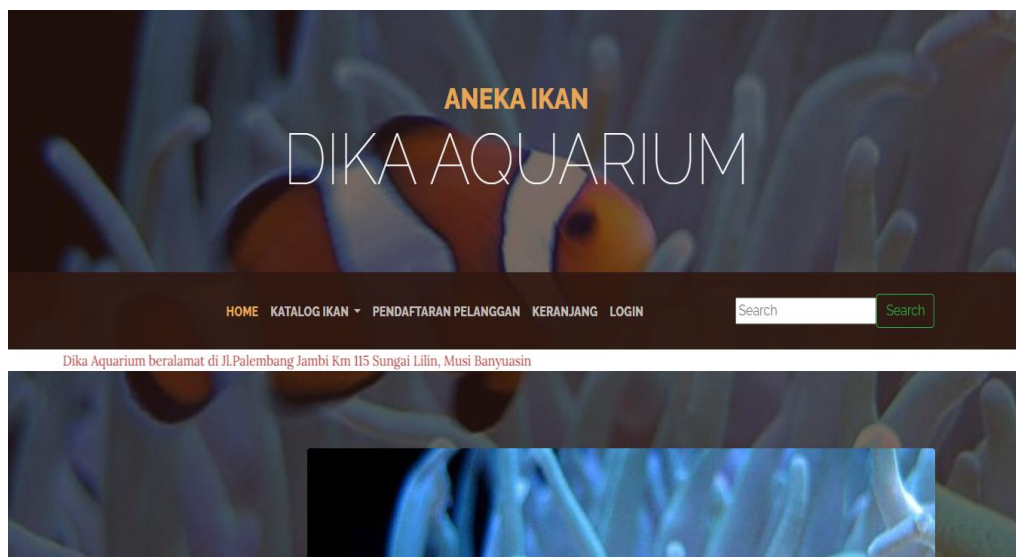 ANEKA IKAN
DIKA AQUARIUM
HOME KATALOG IKAN PENDAFTARAN PELANGGAN KERANJANG LOGIN Search Search
Dika Aquarium beralamat di Jl.Palembang Jambi Km 115 Sungai Lilin, Musi Banyuasin